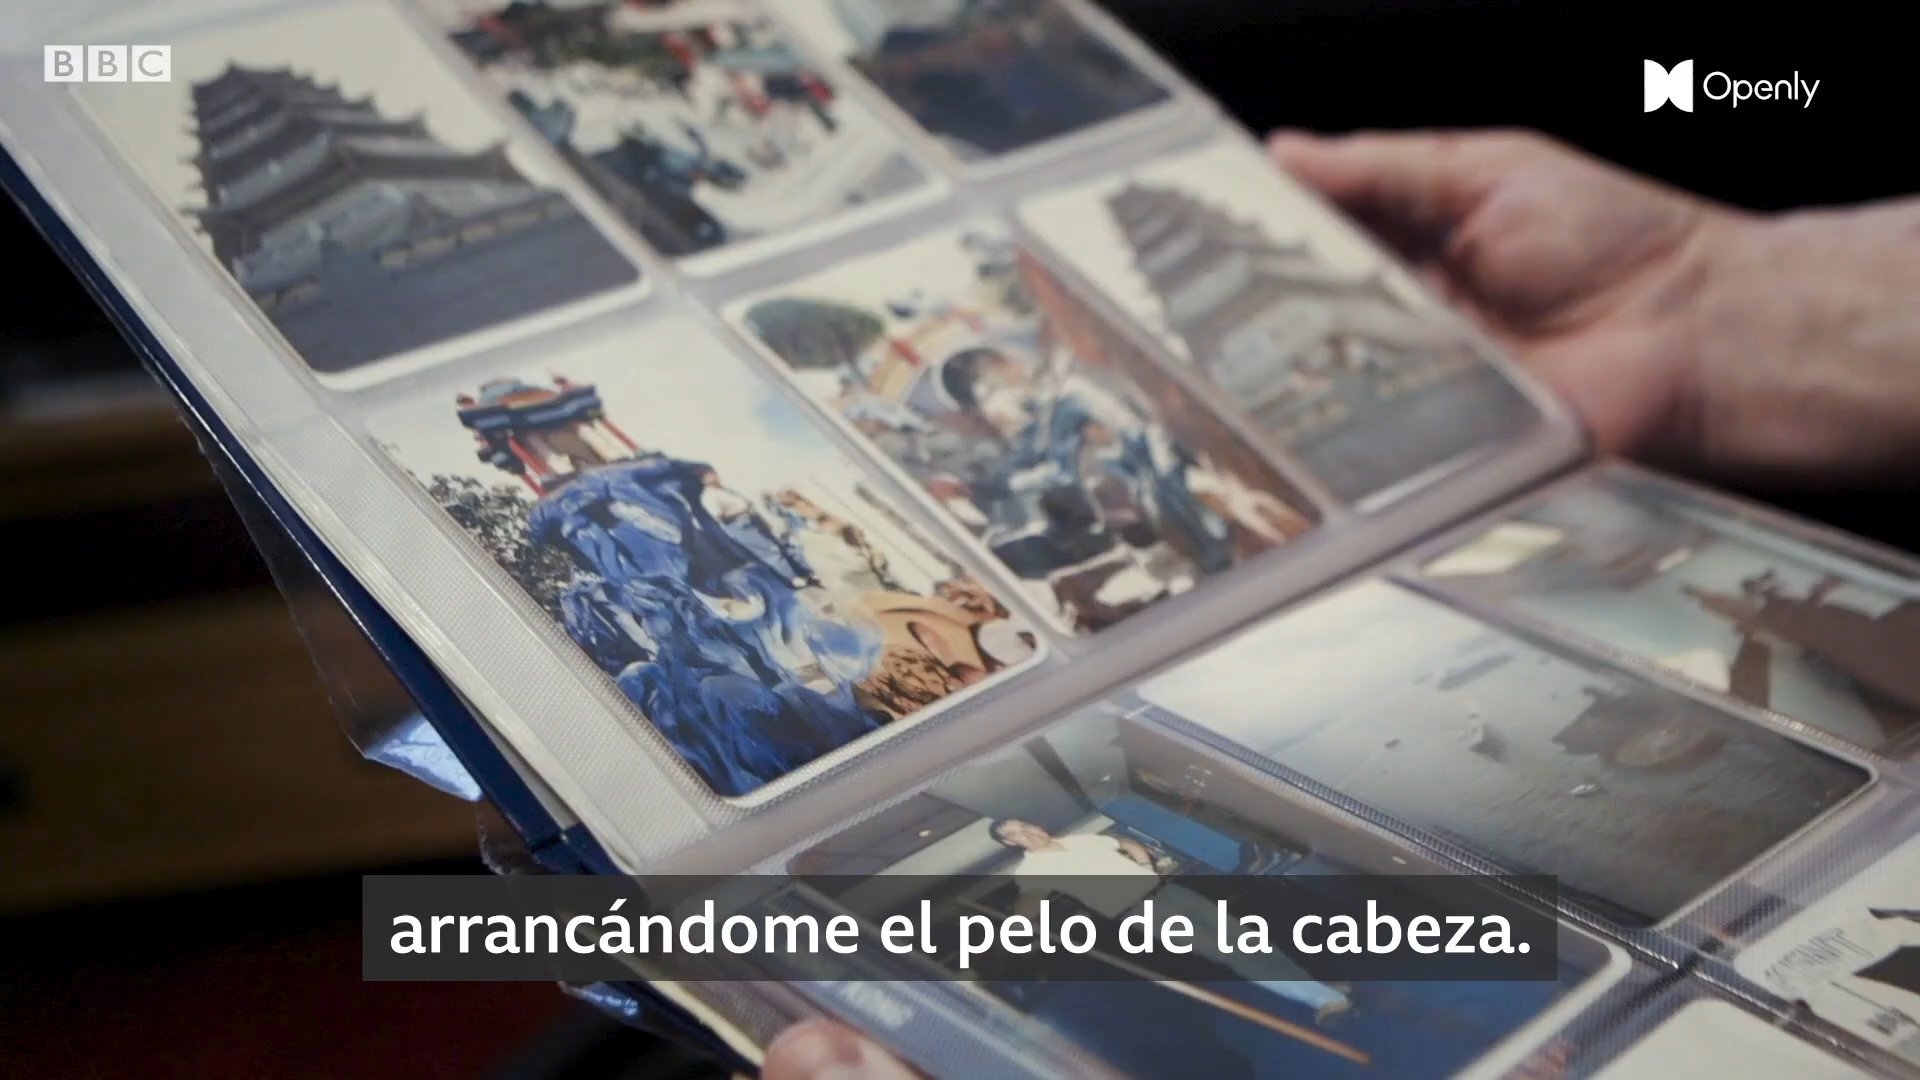 BBC
Openly
arrancándome el pelo de la cabeza.